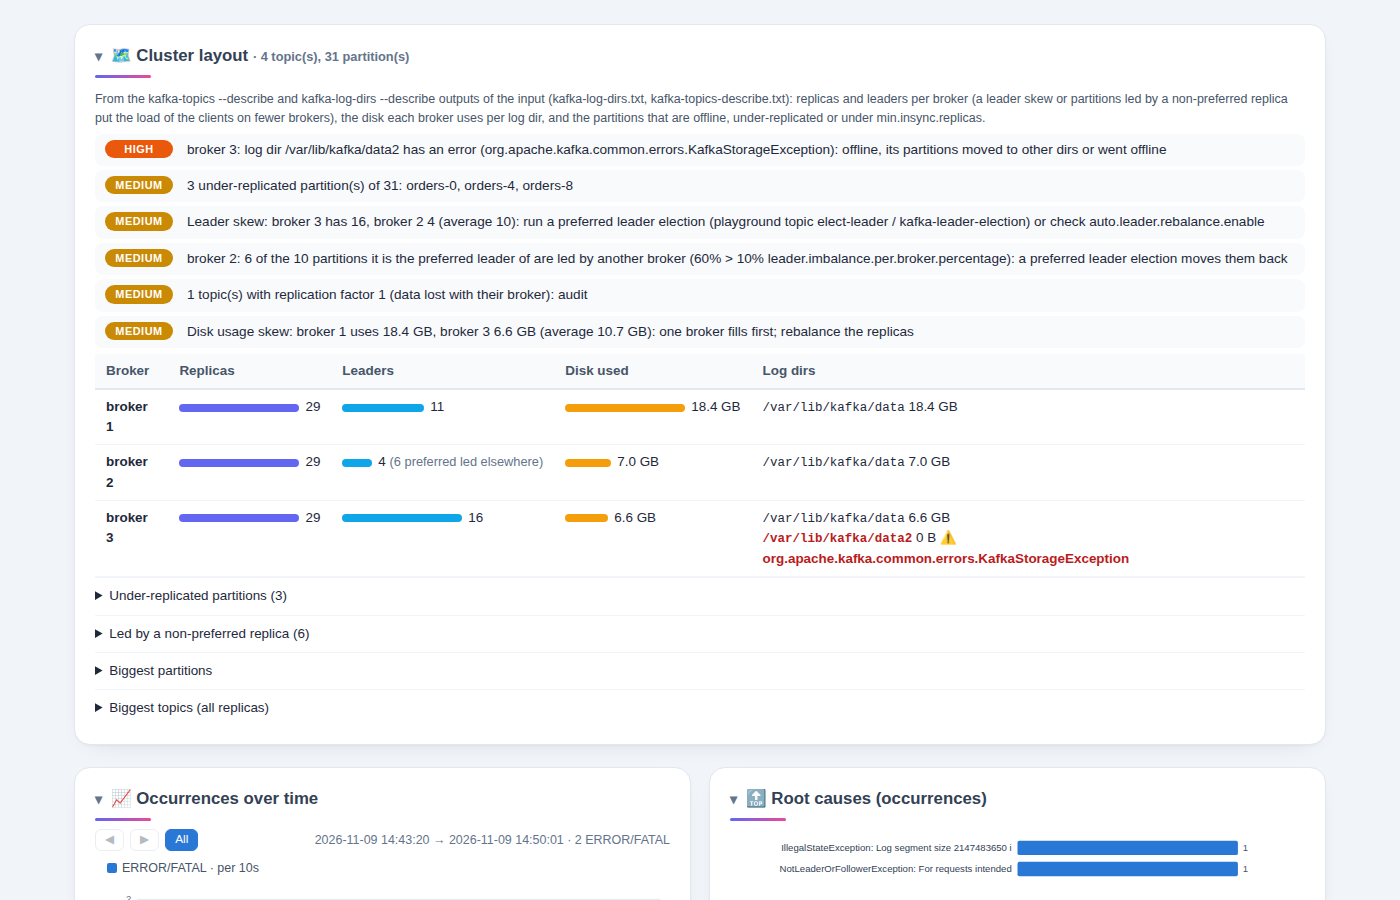 ▼ 🗺️ Cluster layout · 4 topic(s), 31 partition(s)
From the kafka-topics --describe and kafka-log-dirs --describe outputs of the input (kafka-log-dirs.txt, kafka-topics-describe.txt): replicas and leaders per broker (a leader skew or partitions led by a non-preferred replica
put the load of the clients on fewer brokers), the disk each broker uses per log dir, and the partitions that are offline, under-replicated or under min.insync.replicas.
HIGH broker 3: log dir /var/lib/kafka/data2 has an error (org.apache.kafka.common.errors.KafkaStorageException): offline, its partitions moved to other dirs or went offline
MEDIUM 3 under-replicated partition(s) of 31: orders-0, orders-4, orders-8
MEDIUM Leader skew: broker 3 has 16, broker 2 4 (average 10): run a preferred leader election (playground topic elect-leader / kafka-leader-election) or check auto.leader.rebalance.enable
MEDIUM broker 2: 6 of the 10 partitions it is the preferred leader of are led by another broker (60% > 10% leader.imbalance.per.broker.percentage): a preferred leader election moves them back
MEDIUM 1 topic(s) with replication factor 1 (data lost with their broker): audit
MEDIUM Disk usage skew: broker 1 uses 18.4 GB, broker 3 6.6 GB (average 10.7 GB): one broker fills first; rebalance the replicas
Broker Replicas Leaders Disk used Log dirs
broker 29 11 18.4 GB /var/lib/kafka/data 18.4 GB
1
broker 29 4 (6 preferred led elsewhere) 7.0 GB /var/lib/kafka/data 7.0 GB
2
broker 29 16 6.6 GB /var/lib/kafka/data 6.6 GB
3 /var/lib/kafka/data2 0 B ⚠️
org.apache.kafka.common.errors.KafkaStorageException
▶ Under-replicated partitions (3)
▶ Led by a non-preferred replica (6)
▶ Biggest partitions
▶ Biggest topics (all replicas)
▼ 📈 Occurrences over time
◀ ▶ All 2026-11-09 14:43:20 → 2026-11-09 14:50:01 · 2 ERROR/FATAL
ERROR/FATAL · per 10s
2
▼ 🔝 Root causes (occurrences)
IllegalStateException: Log segment size 2147483650 i 1
NotLeaderOrFollowerException: For requests intended 1